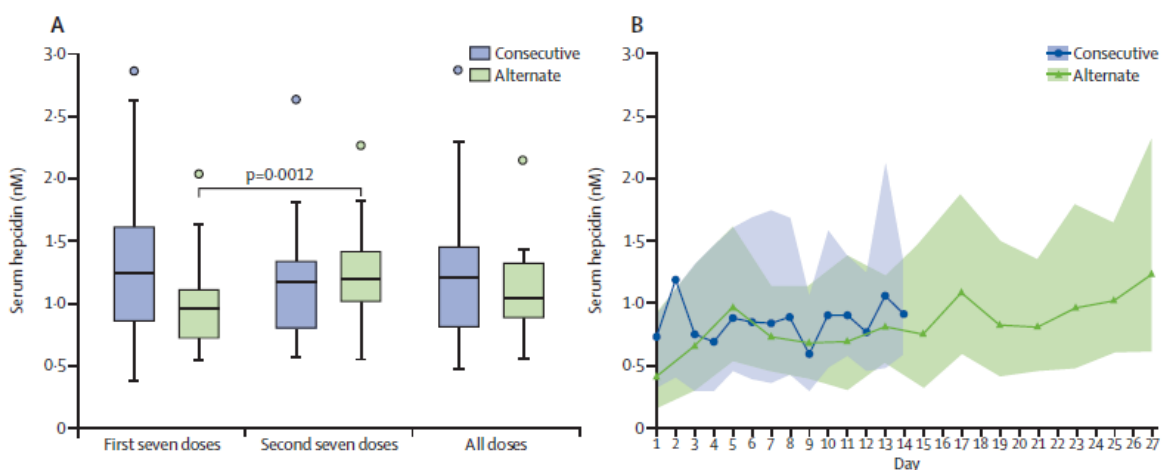 A
Consecutive
Alternate
Serum hepcidin (nM)
3·0
2·5
2·0
1·5
1·0
0·5
0
p=0·0012
First seven doses
Second seven doses
All doses
B
Consecutive
Alternate
Serum hepcidin (nM)
3·0
2·5
2·0
1·5
1·0
0·5
0
1 2 3 4 5 6 7 8 9 10 11 12 13 14 15 16 17 18 19 20 21 22 23 24 25 26 27
Day